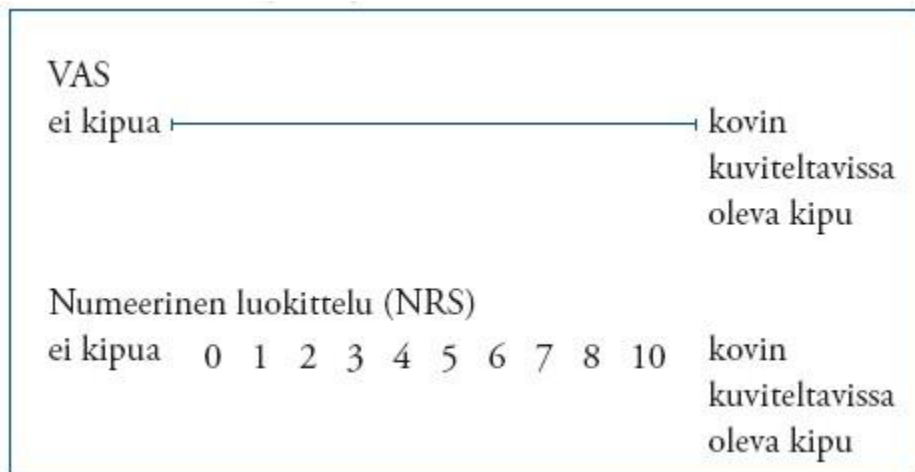 VAS
ei kipua
kovin
kuviteltavissa
oleva kipu
Numeerinen luokittelu (NRS)
ei kipua 0 1 2 3 4 5 6 7 8 10 kovin
kuviteltavissa
oleva kipu